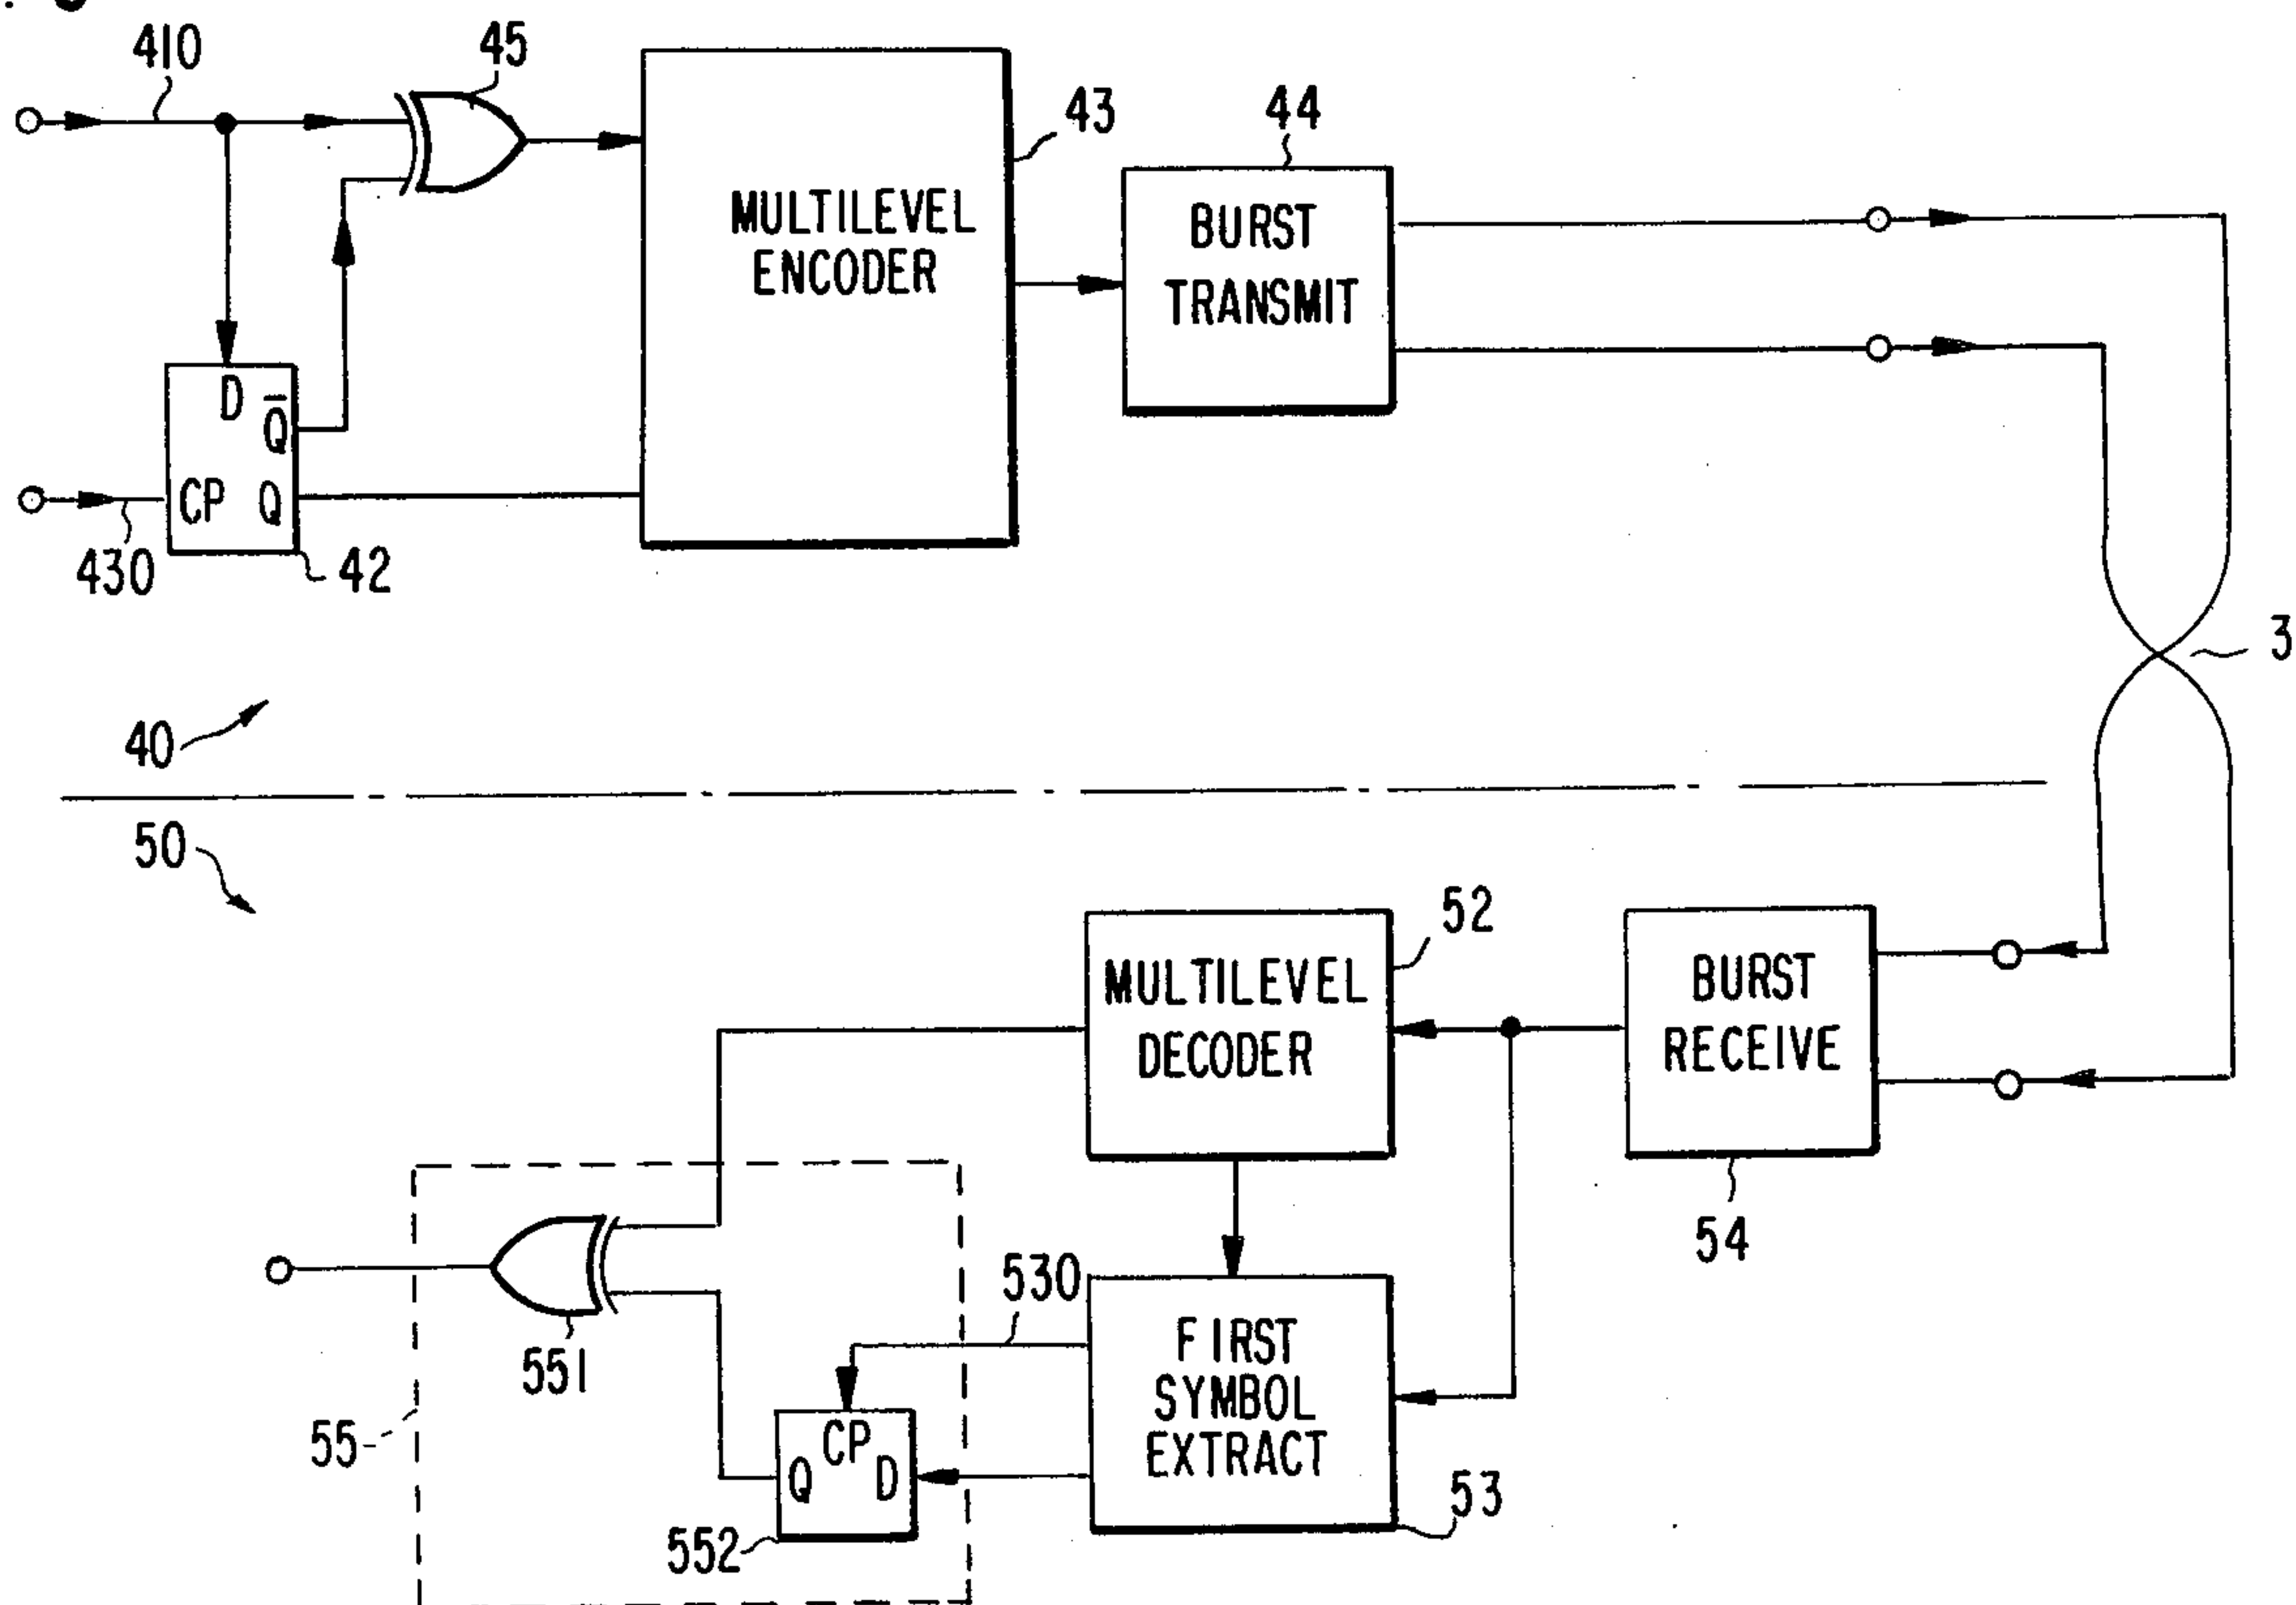 410
45
43
44
MULTILEVEL
ENCODER
BURST
TRANSMIT
D
Q̅
CP
Q
430
42
3
40
50
52
MULTILEVEL
DECODER
BURST
RECEIVE
54
530
551
FIRST
SYMBOL
EXTRACT
55
CP
Q
D
53
552